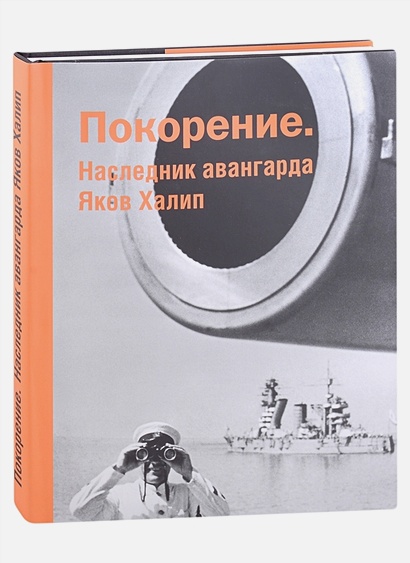 Покорение.
Наследник авангарда
Яков Халип
Покорение. Наследник авангарда Яков Халип